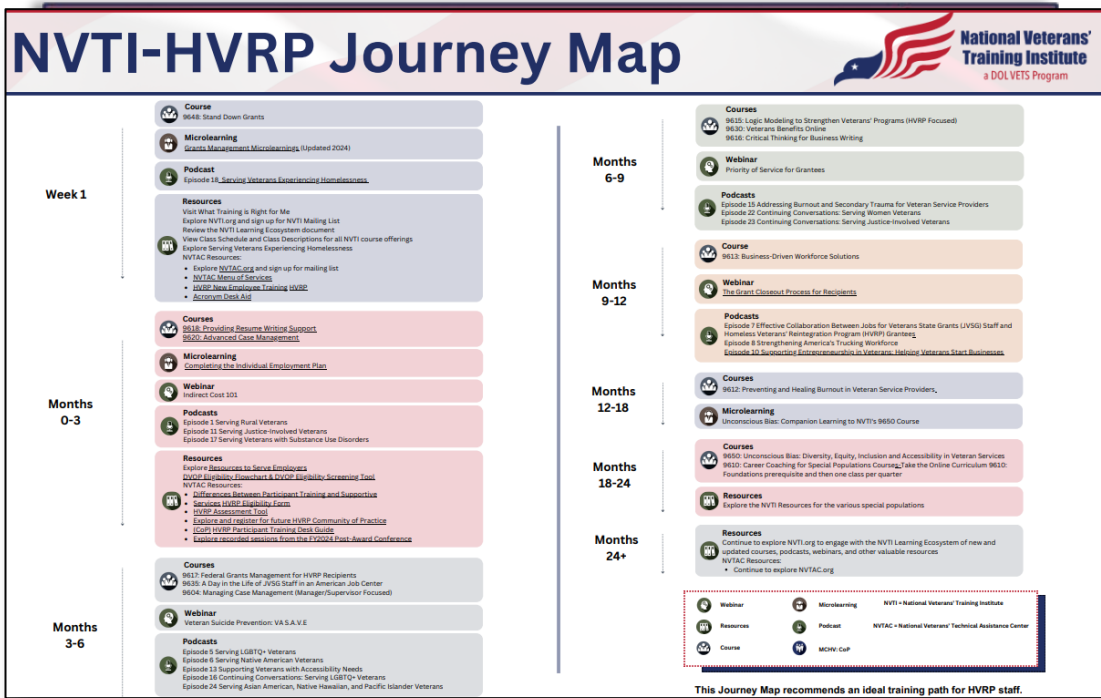 NVTI-HVRP Journey Map
National Veterans'
Training Institute
a DOL VETS Program
Week 1
Course
9648: Stand Down Grants
Microlearning
Grants Management Microlearnings (Updated 2024)
Podcast
Episode 18 Serving Veterans Experiencing Homelessness
Resources
Visit What Training is Right for Me
Explore NVTI.org and sign up for NVTI Mailing List
Review the NVTI Learning Ecosystem document
View Class Schedule and Class Descriptions for all NVTI course offerings
Explore Serving Veterans Experiencing Homelessness
NVTAC Resources:
• Explore NVTAC.org and sign up for mailing list
• NVTAC Menu of Services
• HVRP New Employee Training HVRP
• Acronym Desk Aid
Months
0-3
Courses
9618: Providing Resume Writing Support
9620: Advanced Case Management
Microlearning
Completing the Individual Employment Plan
Webinar
Indirect Cost 101
Podcasts
Episode 1 Serving Rural Veterans
Episode 11 Serving Justice-Involved Veterans
Episode 17 Serving Veterans with Substance Use Disorders
Resources
Explore Resources to Serve Employers
DVOP Eligibility Flowchart & DVOP Eligibility Screening Tool
NVTAC Resources:
• Differences Between Participant Training and Supportive
• Services HVRP Eligibility Form
• HVRP Assessment Tool
• Explore and register for future HVRP Community of Practice
• (CoP) HVRP Participant Training Desk Guide
• Explore recorded sessions from the FY2024 Post-Award Conference
Months
3-6
Courses
9617: Federal Grants Management for HVRP Recipients
9635: A Day in the Life of JVSG Staff in an American Job Center
9604: Managing Case Management (Manager/Supervisor Focused)
Webinar
Veteran Suicide Prevention: VA S.A.V.E
Podcasts
Episode 5 Serving LGBTQ+ Veterans
Episode 6 Serving Native American Veterans
Episode 13 Supporting Veterans with Accessibility Needs
Episode 16 Continuing Conversations: Serving LGBTQ+ Veterans
Episode 24 Serving Asian American, Native Hawaiian, and Pacific Islander Veterans
Months
6-9
Courses
9615: Logic Modeling to Strengthen Veterans' Programs (HVRP Focused)
9630: Veterans Benefits Online
9616: Critical Thinking for Business Writing
Webinar
Priority of Service for Grantees
Podcasts
Episode 15 Addressing Burnout and Secondary Trauma for Veteran Service Providers
Episode 22 Continuing Conversations: Serving Women Veterans
Episode 23 Continuing Conversations: Serving Justice-Involved Veterans
Months
9-12
Course
9613: Business-Driven Workforce Solutions
Webinar
The Grant Closeout Process for Recipients
Podcasts
Episode 7 Effective Collaboration Between Jobs for Veterans State Grants (JVSG) Staff and
Homeless Veterans' Reintegration Program (HVRP) Grantees
Episode 8 Strengthening America's Trucking Workforce
Episode 10 Supporting Entrepreneurship in Veterans: Helping Veterans Start Businesses
Months
12-18
Courses
9612: Preventing and Healing Burnout in Veteran Service Providers
Microlearning
Unconscious Bias: Companion Learning to NVTI's 9650 Course
Months
18-24
Courses
9650: Unconscious Bias: Diversity, Equity, Inclusion and Accessibility in Veteran Services
9610: Career Coaching for Special Populations Courses: Take the Online Curriculum 9610:
Foundations prerequisite and then one class per quarter
Resources
Explore the NVTI Resources for the various special populations
Months
24+
Resources
Continue to explore NVTI.org to engage with the NVTI Learning Ecosystem of new and
updated courses, podcasts, webinars, and other valuable resources
NVTAC Resources:
• Continue to explore NVTAC.org
Webinar
Microlearning
NVTI = National Veterans' Training Institute
Resources
Podcast
NVTAC = National Veterans' Technical Assistance Center
Course
MCHV: CoP
This Journey Map recommends an ideal training path for HVRP staff.